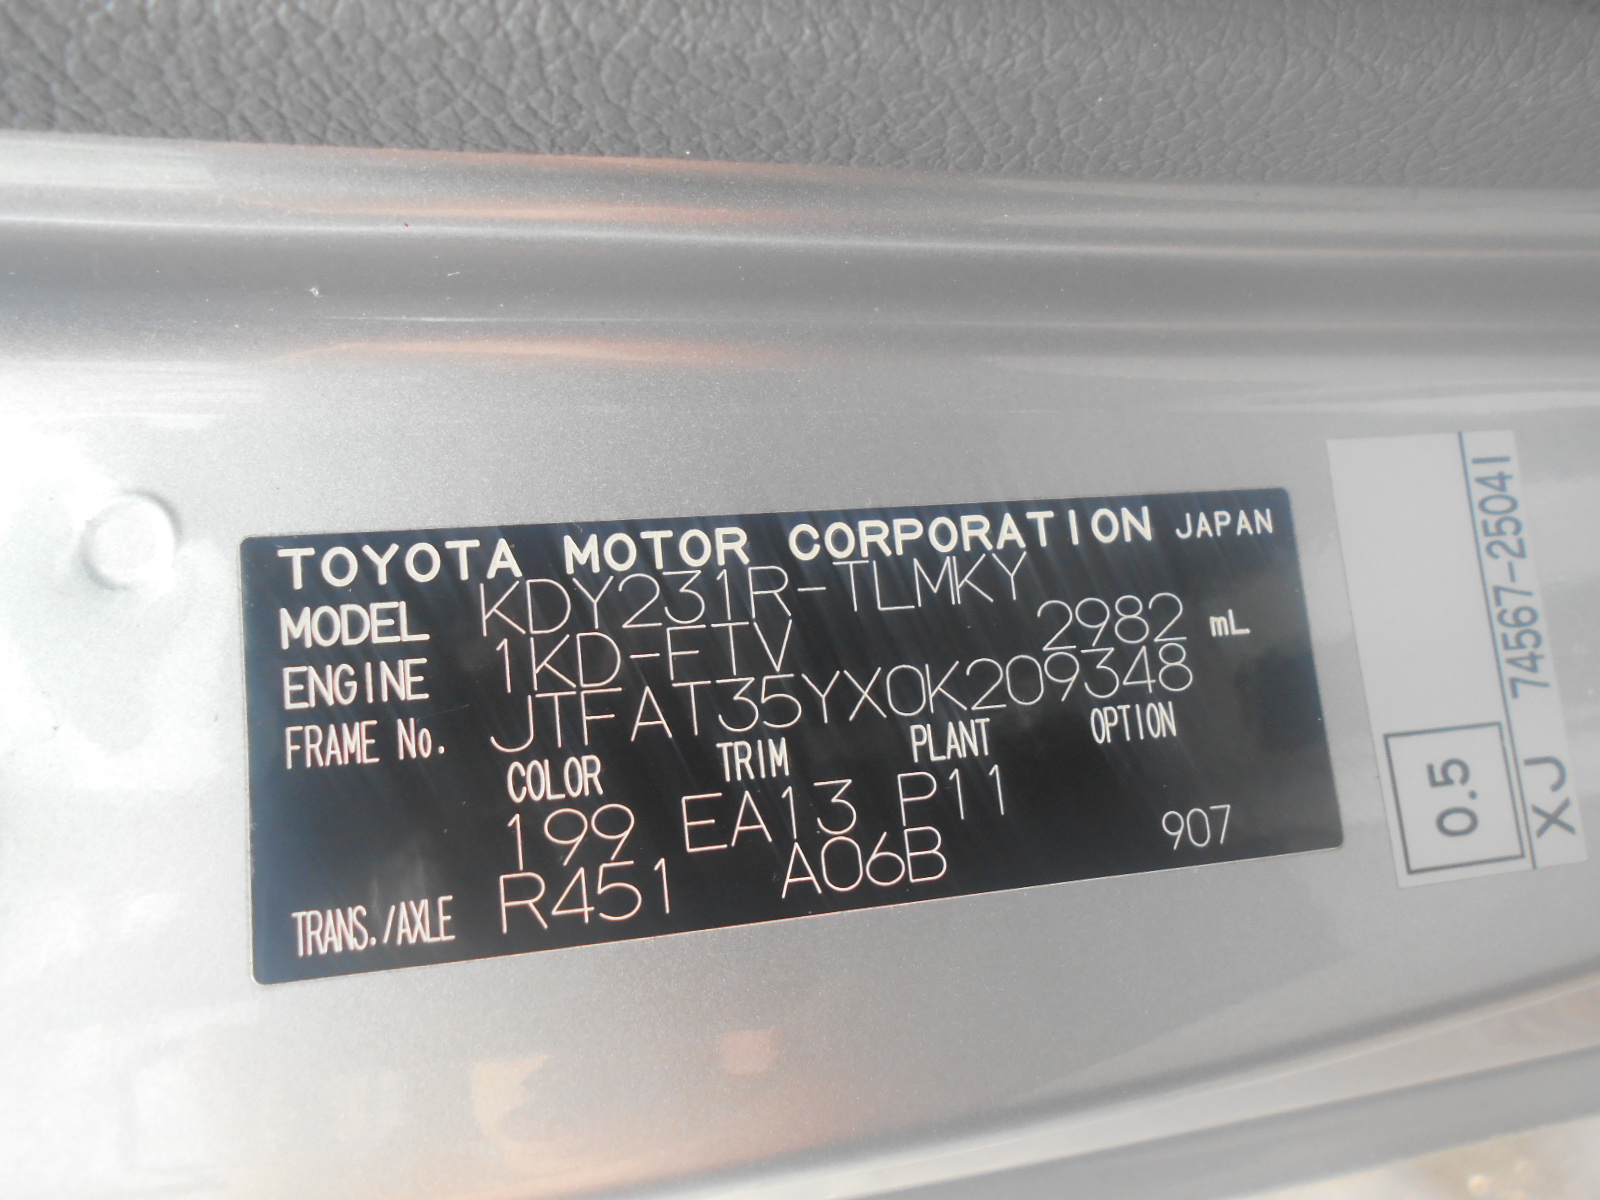 TOYOTA MOTOR CORPORATION JAPAN
MODEL KDY231R-TLMKY
ENGINE 1KD-FTV 2982 mL
FRAME No. JTFAT35YX0K209348
COLOR TRIM PLANT OPTION
199 EA13 P11
TRANS./AXLE R451 A06B 907
74567-25041
0.5 XJ